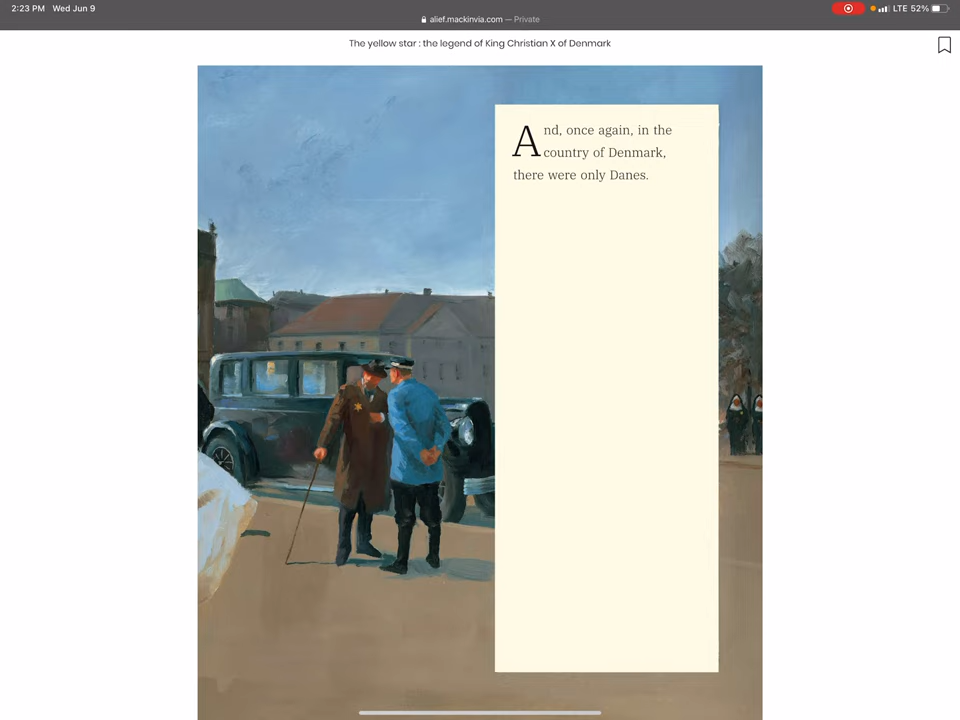 2:23 PM Wed Jun 9
LTE 52%
alief.mackinvia.com — Private
The yellow star : the legend of King Christian X of Denmark
And, once again, in the
country of Denmark,
there were only Danes.